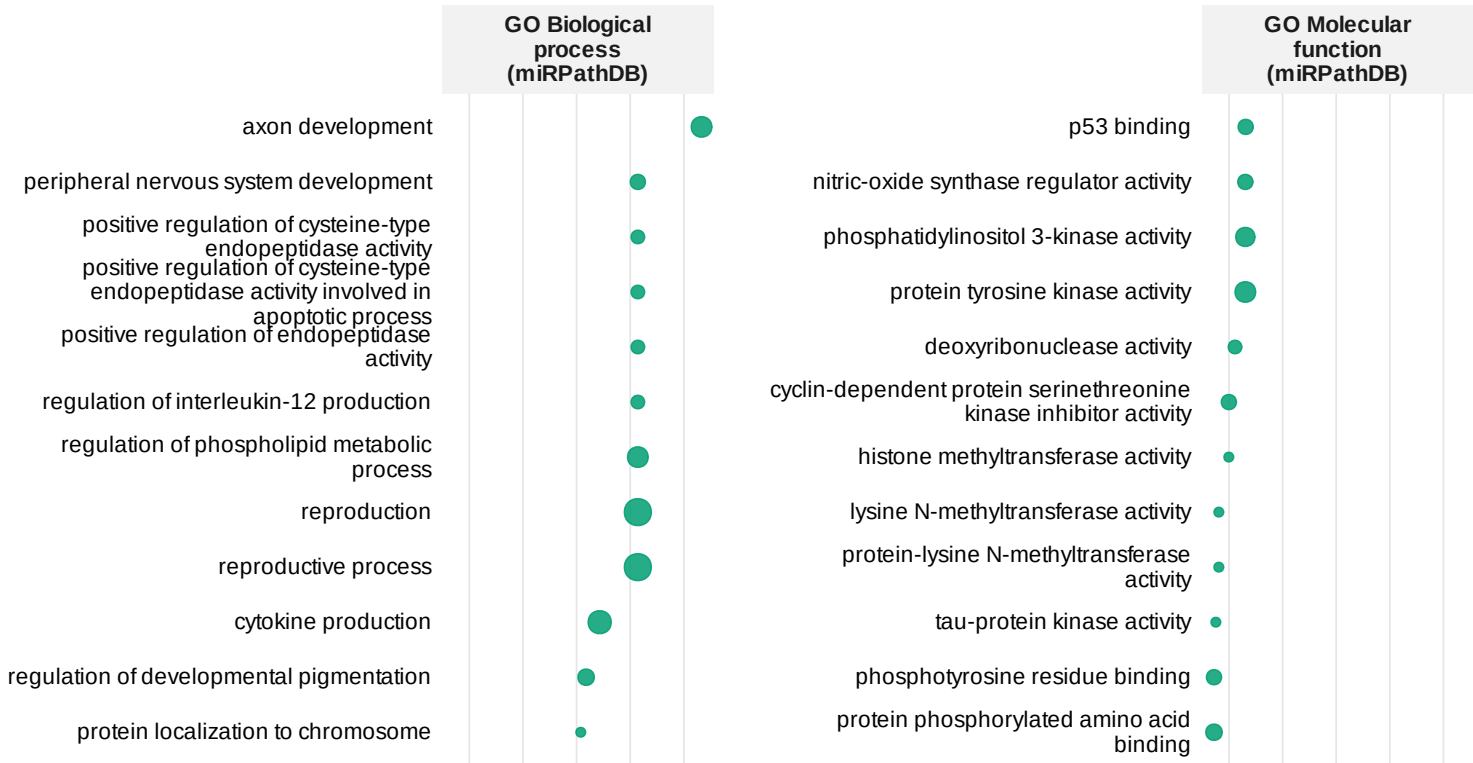 GO Biological
process
(miRPathDB)
axon development
peripheral nervous system development
positive regulation of cysteine-type
endopeptidase activity
positive regulation of cysteine-type
endopeptidase activity involved in
apoptotic process
positive regulation of endopeptidase
activity
regulation of interleukin-12 production
regulation of phospholipid metabolic
process
reproduction
reproductive process
cytokine production
regulation of developmental pigmentation
protein localization to chromosome
GO Molecular
function
(miRPathDB)
p53 binding
nitric-oxide synthase regulator activity
phosphatidylinositol 3-kinase activity
protein tyrosine kinase activity
deoxyribonuclease activity
cyclin-dependent protein serinethreonine
kinase inhibitor activity
histone methyltransferase activity
lysine N-methyltransferase activity
protein-lysine N-methyltransferase
activity
tau-protein kinase activity
phosphotyrosine residue binding
protein phosphorylated amino acid
binding